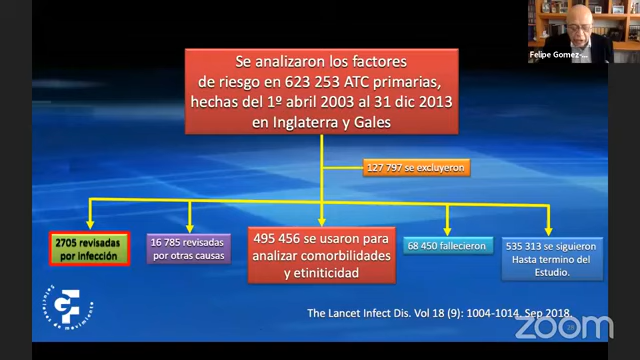 Felipe Gomez-...
Se analizaron los factores
de riesgo en 623 253 ATC primarias,
hechas del 1º abril 2003 al 31 dic 2013
en Inglaterra y Gales
127 797 se excluyeron
2705 revisadas
por infección
16 785 revisadas
por otras causas
495 456 se usaron para
analizar comorbilidades
y etiniticidad
68 450 fallecieron
535 313 se siguieron
Hasta termino del
Estudio.
The Lancet Infect Dis. Vol 18 (9): 1004-1014, Sep 2018.
zoom